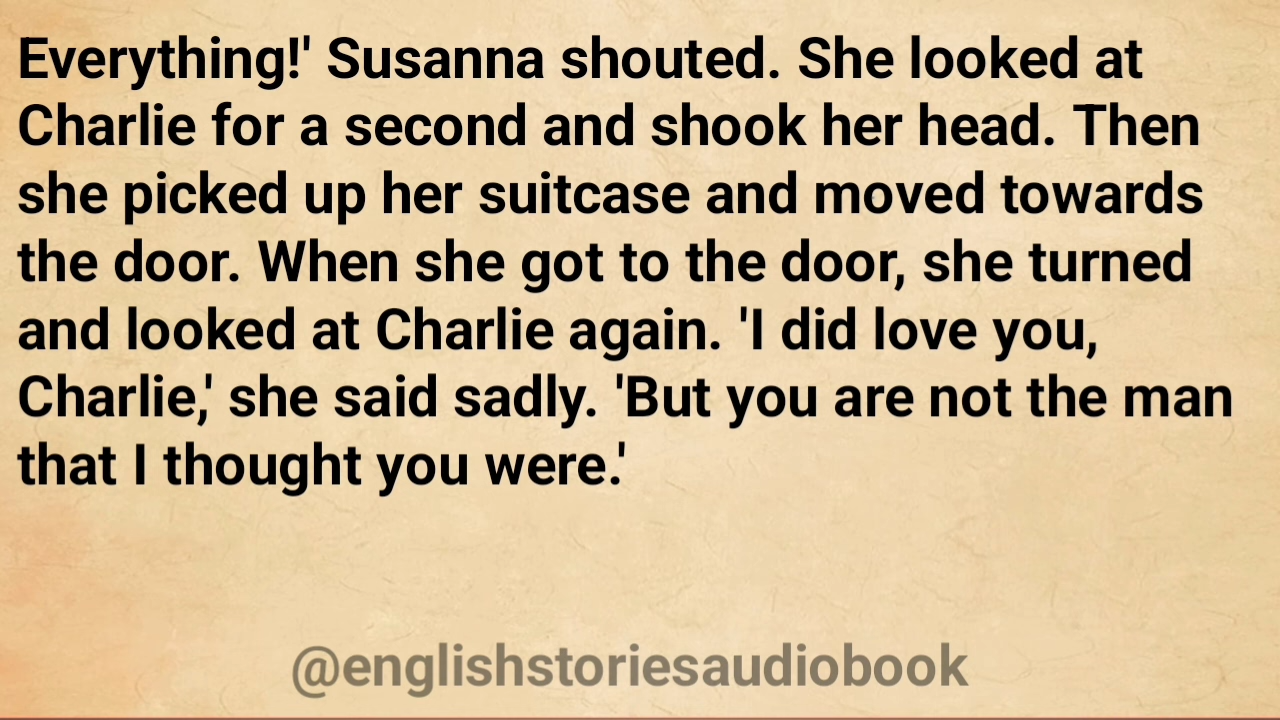 Everything!' Susanna shouted. She looked at
Charlie for a second and shook her head. Then
she picked up her suitcase and moved towards
the door. When she got to the door, she turned
and looked at Charlie again. 'I did love you,
Charlie,' she said sadly. 'But you are not the man
that I thought you were.'
@englishstoriesaudiobook